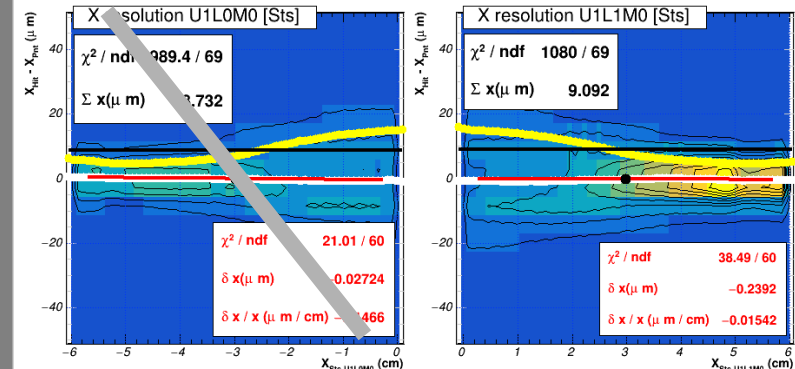 X resolution U1L0M0 [Sts]
X_Hit - X_Pnt (μ m)
χ² / ndf 989.4 / 69
Σ x(μ m)
40
20
0
−20
−40
χ² / ndf 21.01 / 60
δ x(μ m) −0.02724
δ x / x (μ m / cm)
−6 −5 −4 −3 −2 −1 0
(cm)
X resolution U1L1M0 [Sts]
X_Hit - X_Pnt (μ m)
χ² / ndf 1080 / 69
Σ x(μ m) 9.092
40
20
0
−20
−40
χ² / ndf 38.49 / 60
δ x(μ m) −0.2392
δ x / x (μ m / cm) −0.01542
0 1 2 3 4 5 6
(cm)